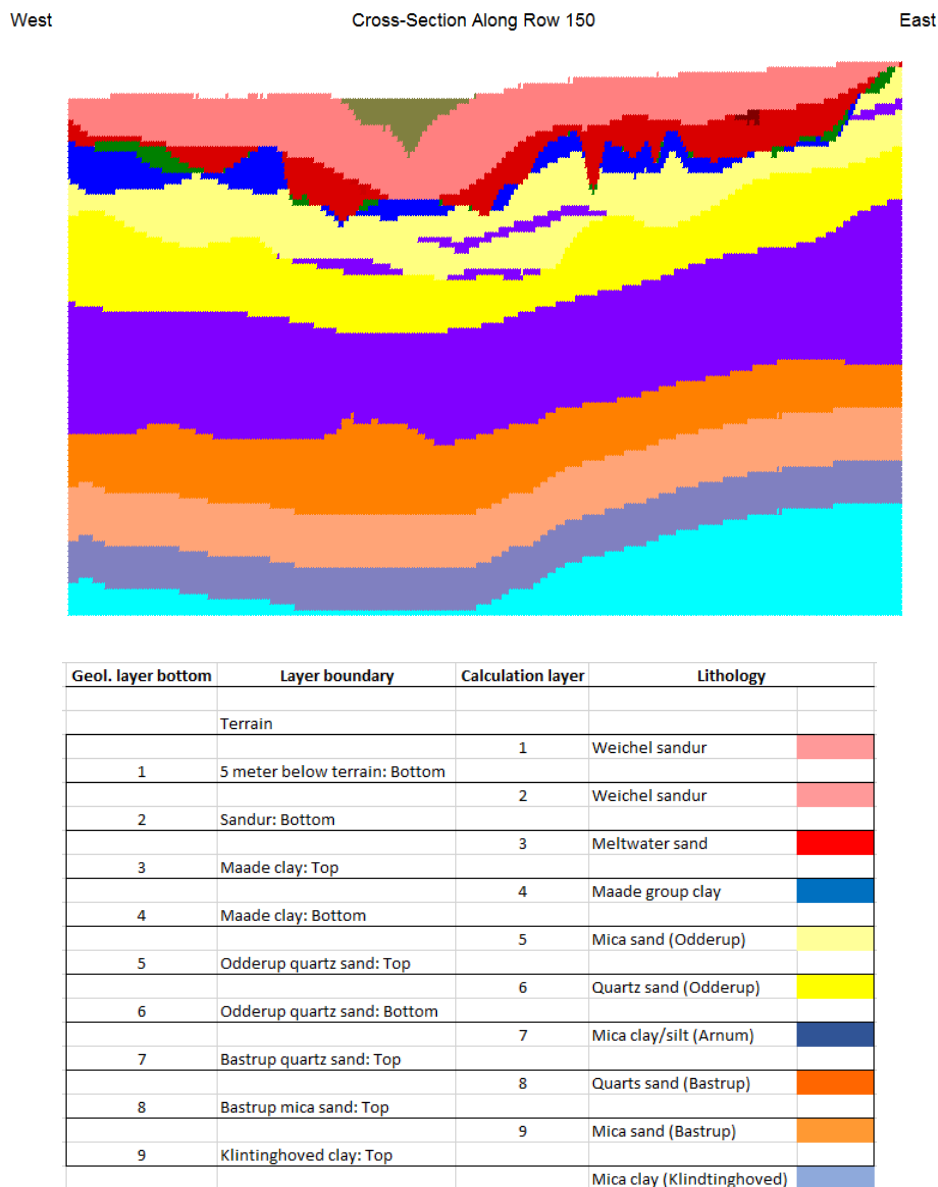 West Cross-Section Along Row 150 East
Geol. layer bottom Layer boundary Calculation layer Lithology
Terrain
1 Weichel sandur
1 5 meter below terrain: Bottom
2 Weichel sandur
2 Sandur: Bottom
3 Meltwater sand
3 Maade clay: Top
4 Maade group clay
4 Maade clay: Bottom
5 Mica sand (Odderup)
5 Odderup quartz sand: Top
6 Quartz sand (Odderup)
6 Odderup quartz sand: Bottom
7 Mica clay/silt (Arnum)
7 Bastrup quartz sand: Top
8 Quarts sand (Bastrup)
8 Bastrup mica sand: Top
9 Mica sand (Bastrup)
9 Klintinghoved clay: Top
Mica clay (Klindtinghoved)